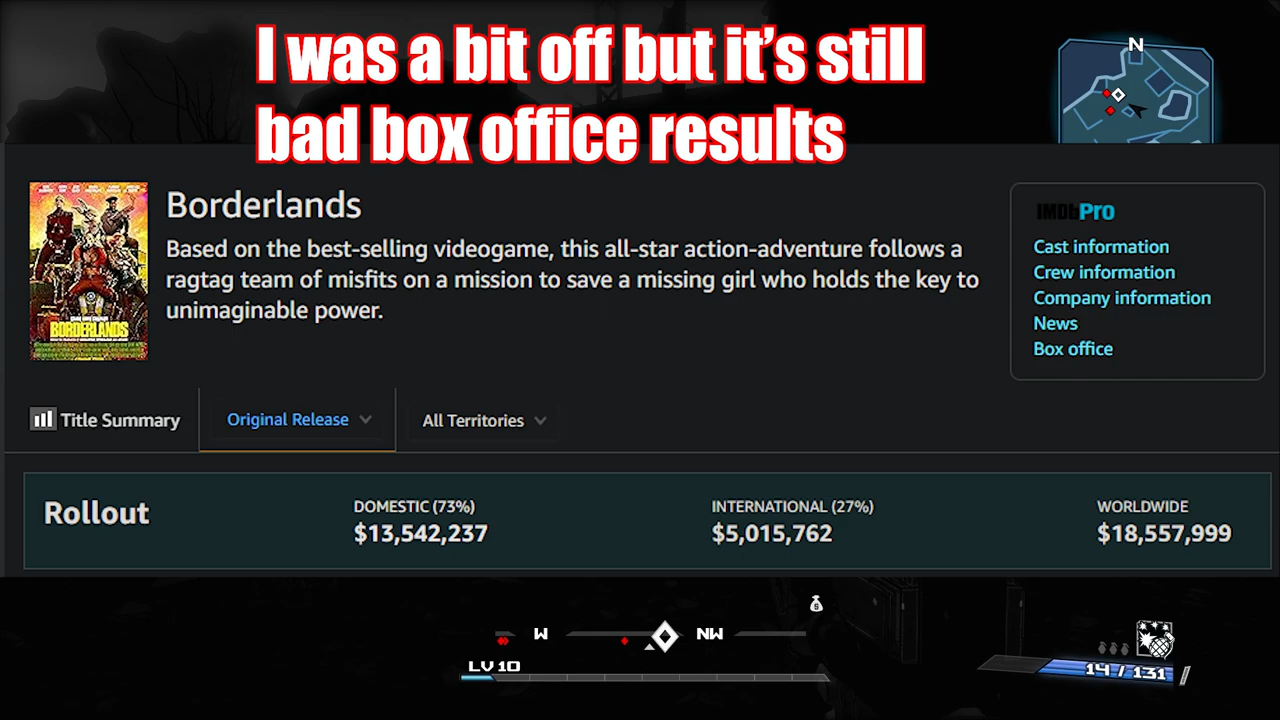 I was a bit off but it's still
bad box office results
N
Borderlands
Based on the best-selling videogame, this all-star action-adventure follows a
ragtag team of misfits on a mission to save a missing girl who holds the key to
unimaginable power.
BORDERLANDS
IMDbPro
Cast information
Crew information
Company information
News
Box office
Title Summary
Original Release
All Territories
Rollout
DOMESTIC (73%)
$13,542,237
INTERNATIONAL (27%)
$5,015,762
WORLDWIDE
$18,557,999
W
NW
LV 10
14 / 131